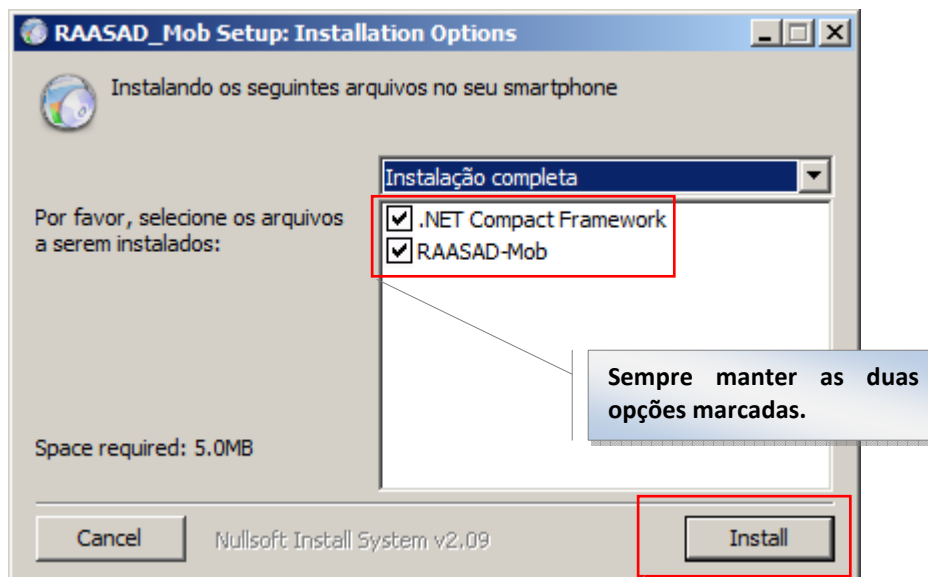 RAASAD_Mob Setup: Installation Options
Instalando os seguintes arquivos no seu smartphone
Instalação completa
Por favor, selecione os arquivos
a serem instalados:
.NET Compact Framework
RAASAD-Mob
Sempre manter as duas
opções marcadas.
Space required: 5.0MB
Cancel
Nullsoft Install System v2.09
Install